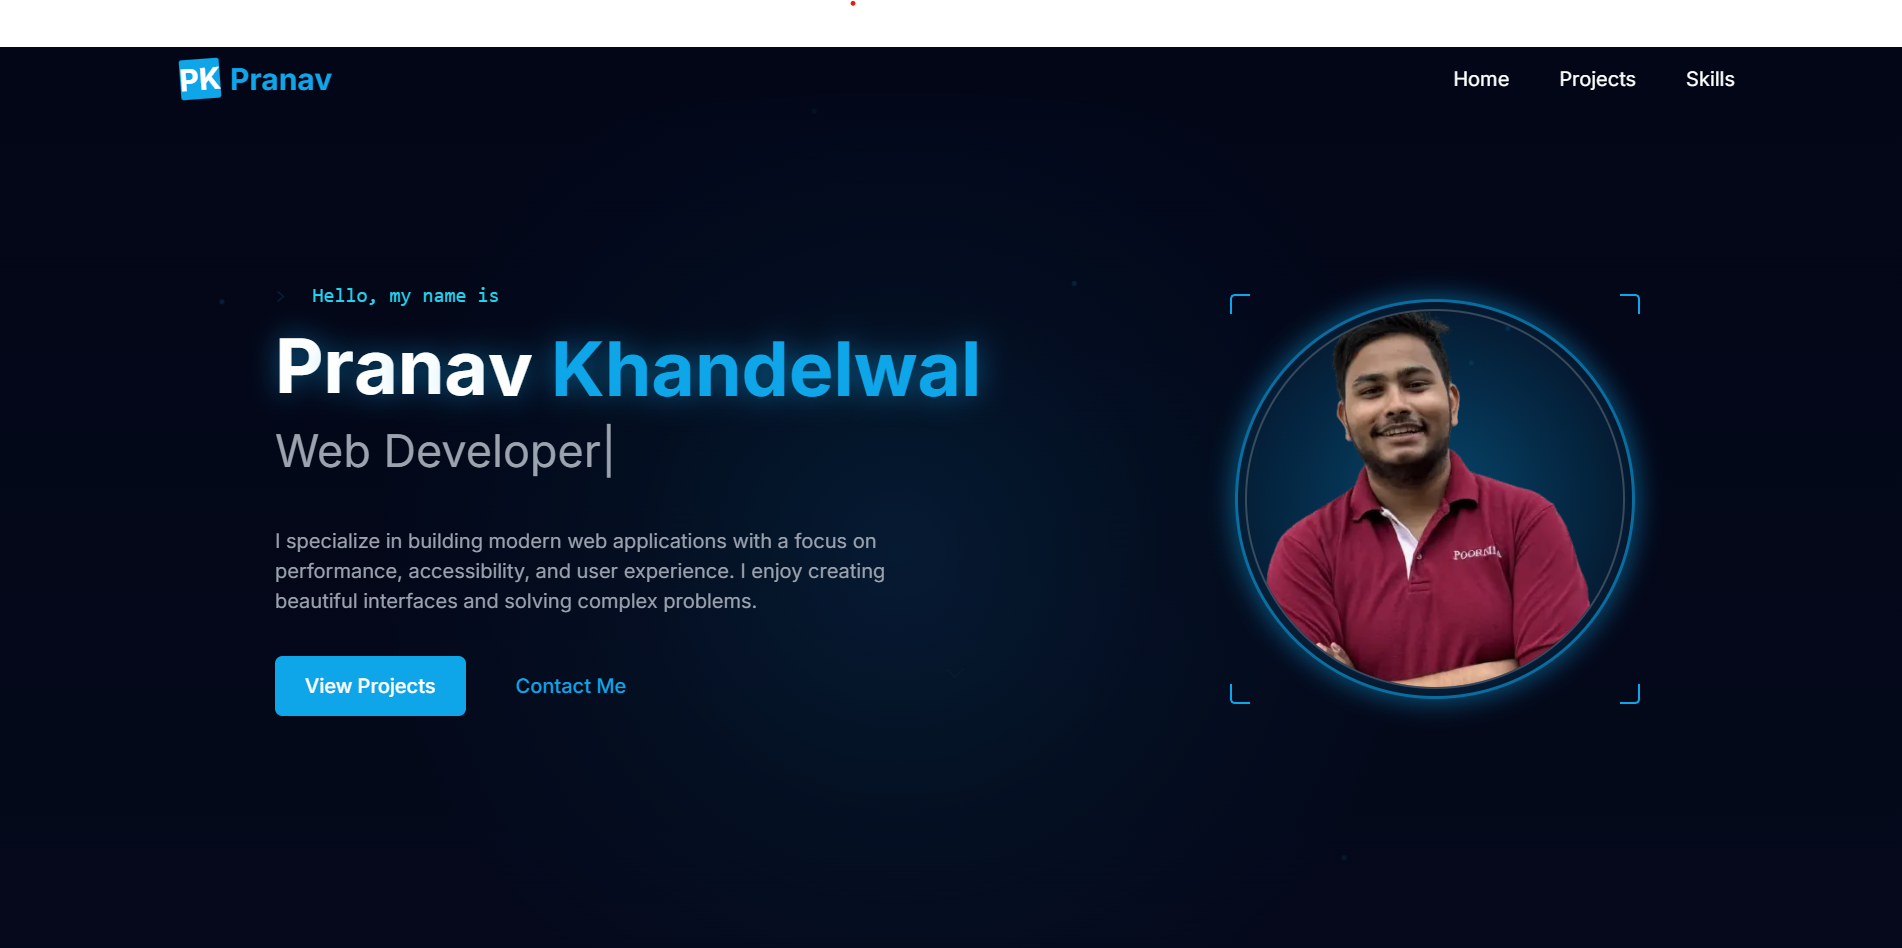 PK Pranav
Home Projects Skills
> Hello, my name is
Pranav Khandelwal
Web Developer|
I specialize in building modern web applications with a focus on
performance, accessibility, and user experience. I enjoy creating
beautiful interfaces and solving complex problems.
View Projects Contact Me